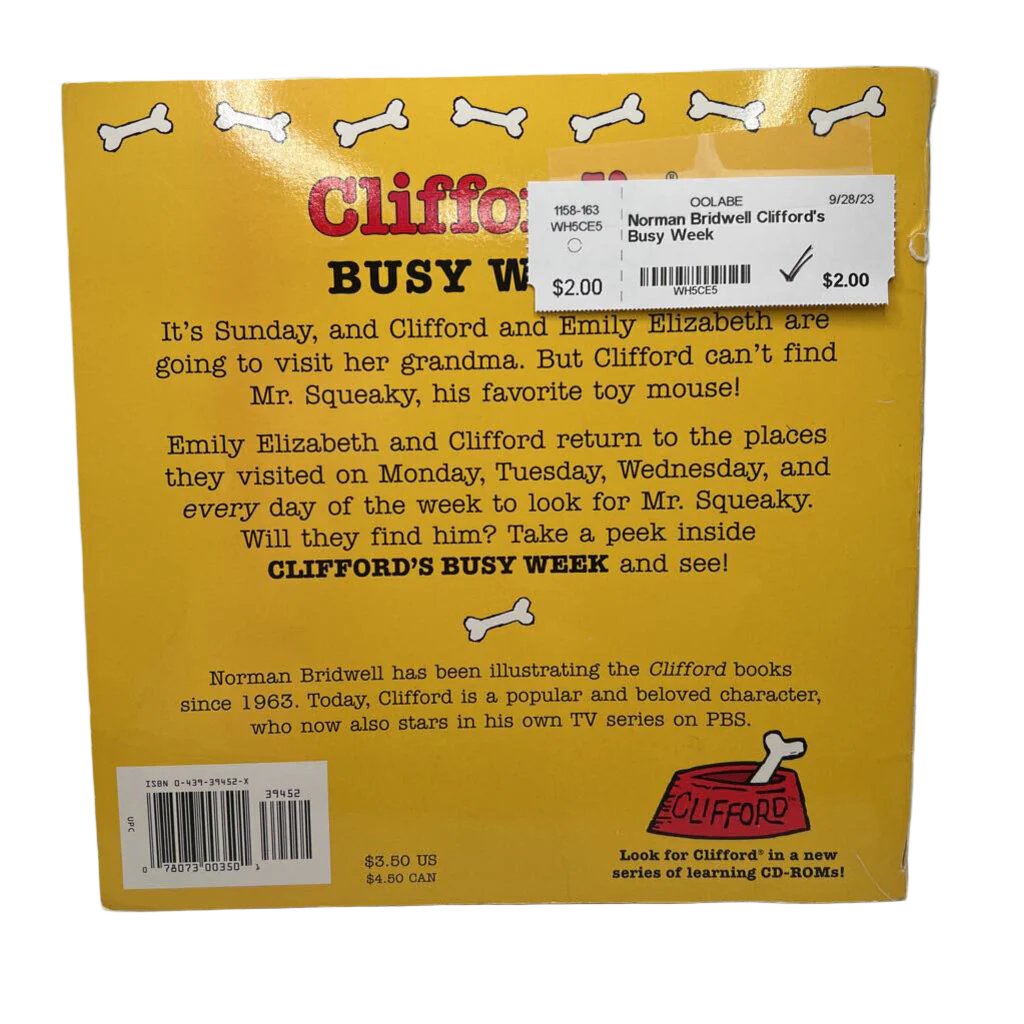 Cliffo
®
BUSY W
1158-163
WH5CE5
$2.00
OOLABE
9/28/23
Norman Bridwell Clifford's
Busy Week
WH5CE5
$2.00
It's Sunday, and Clifford and Emily Elizabeth are
going to visit her grandma. But Clifford can't find
Mr. Squeaky, his favorite toy mouse!
Emily Elizabeth and Clifford return to the places
they visited on Monday, Tuesday, Wednesday, and
every day of the week to look for Mr. Squeaky.
Will they find him? Take a peek inside
CLIFFORD'S BUSY WEEK and see!
Norman Bridwell has been illustrating the Clifford books
since 1963. Today, Clifford is a popular and beloved character,
who now also stars in his own TV series on PBS.
ISBN 0-439-39452-X
39452
UPC
0 78073 00350 1
$3.50 US
$4.50 CAN
CLIFFORD™
Look for Clifford® in a new
series of learning CD-ROMs!